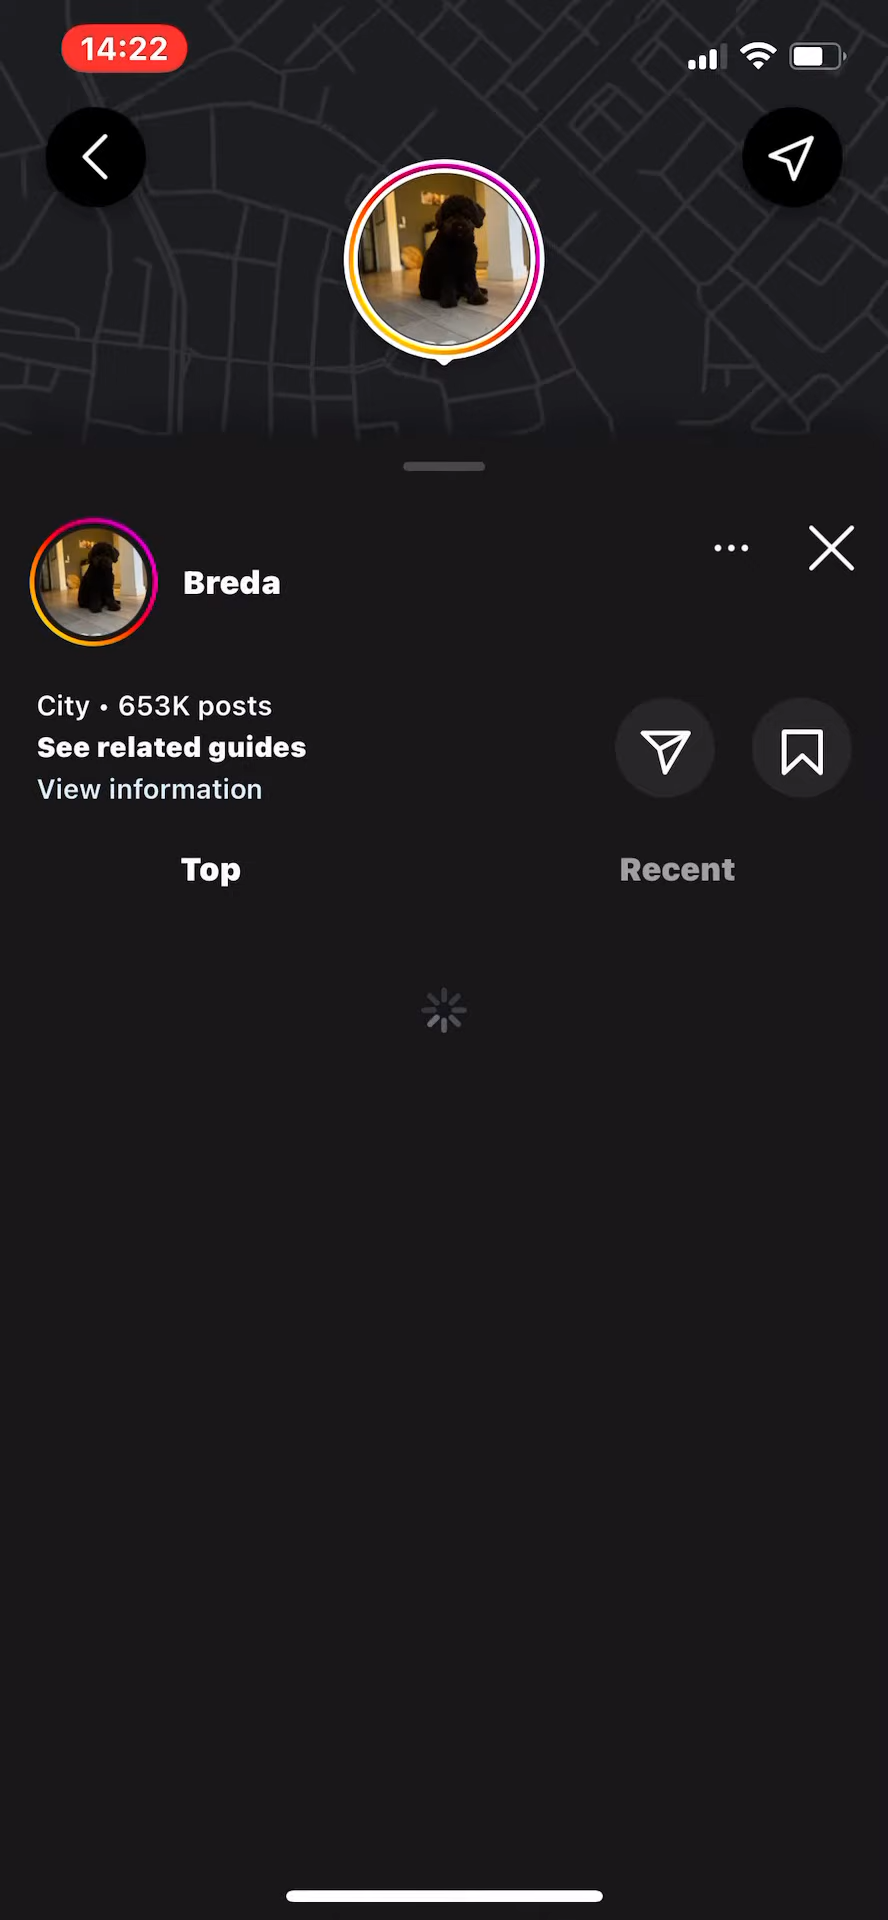 14:22
Breda
City • 653K posts
See related guides
View information
Top
Recent